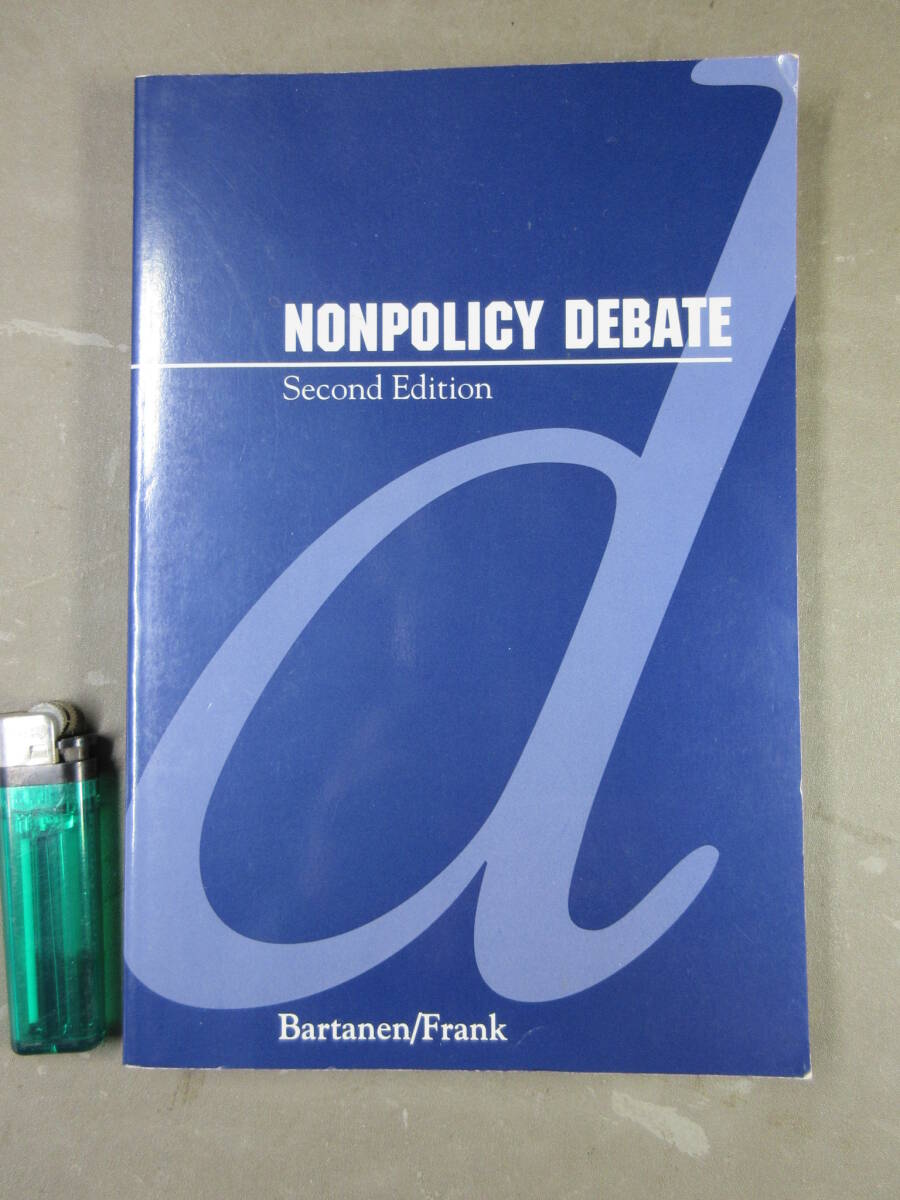 NONPOLICY DEBATE
Second Edition
d
Bartanen/Frank